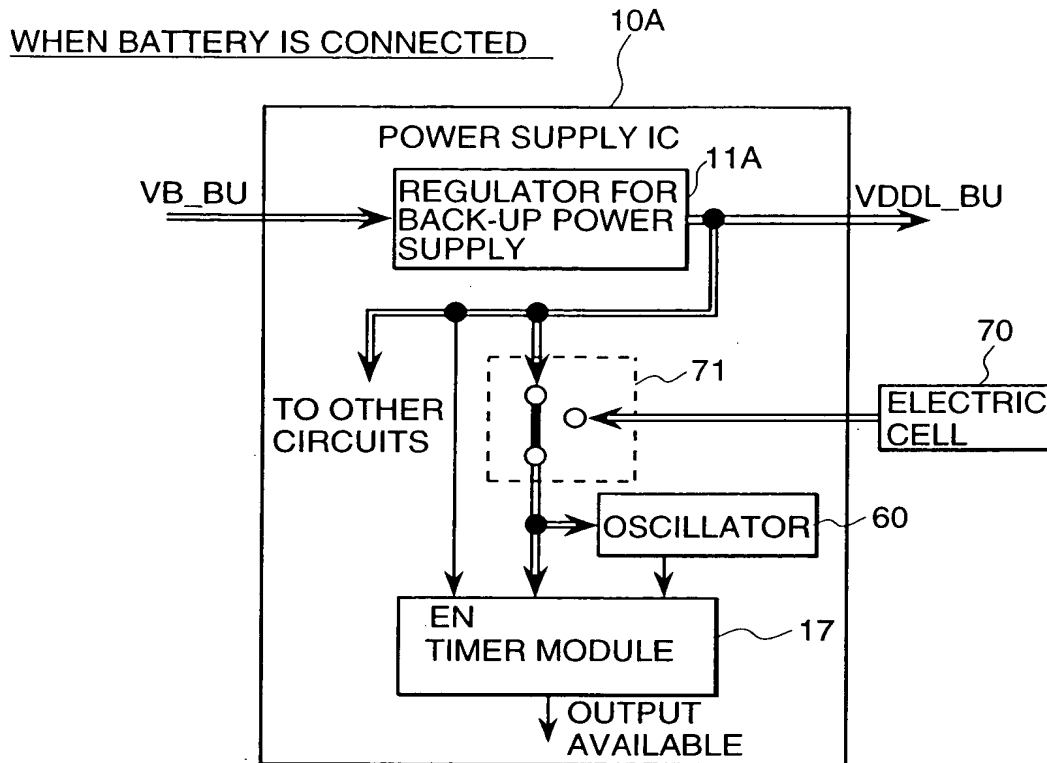 WHEN BATTERY IS CONNECTED
10A
POWER SUPPLY IC
11A
VB_BU
REGULATOR FOR
BACK-UP POWER
SUPPLY
VDDL_BU
70
71
TO OTHER
CIRCUITS
ELECTRIC
CELL
OSCILLATOR
60
EN
TIMER MODULE
17
OUTPUT
AVAILABLE